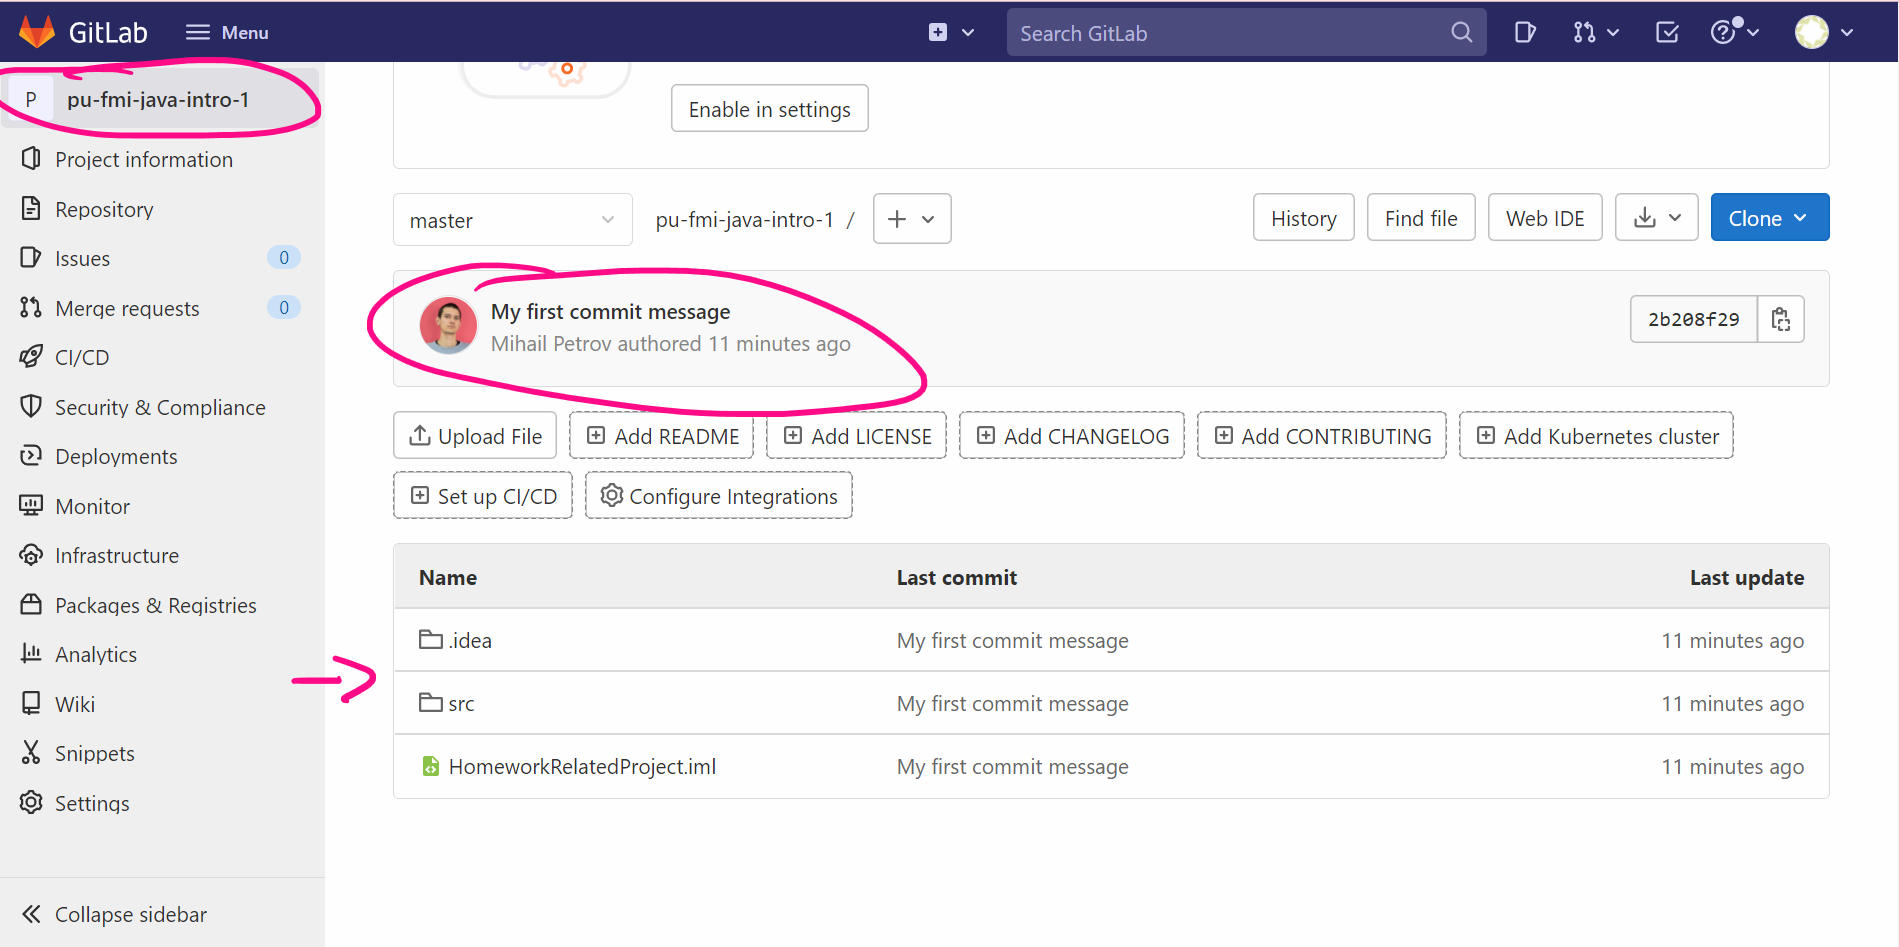 GitLab Menu Search GitLab
P pu-fmi-java-intro-1
Project information
Repository
Issues 0
Merge requests 0
CI/CD
Security & Compliance
Deployments
Monitor
Infrastructure
Packages & Registries
Analytics
Wiki
Snippets
Settings
Collapse sidebar
Enable in settings
master pu-fmi-java-intro-1 / History Find file Web IDE Clone
My first commit message
Mihail Petrov authored 11 minutes ago
2b208f29
Upload File Add README Add LICENSE Add CHANGELOG Add CONTRIBUTING Add Kubernetes cluster
Set up CI/CD Configure Integrations
Name Last commit Last update
.idea My first commit message 11 minutes ago
src My first commit message 11 minutes ago
HomeworkRelatedProject.iml My first commit message 11 minutes ago